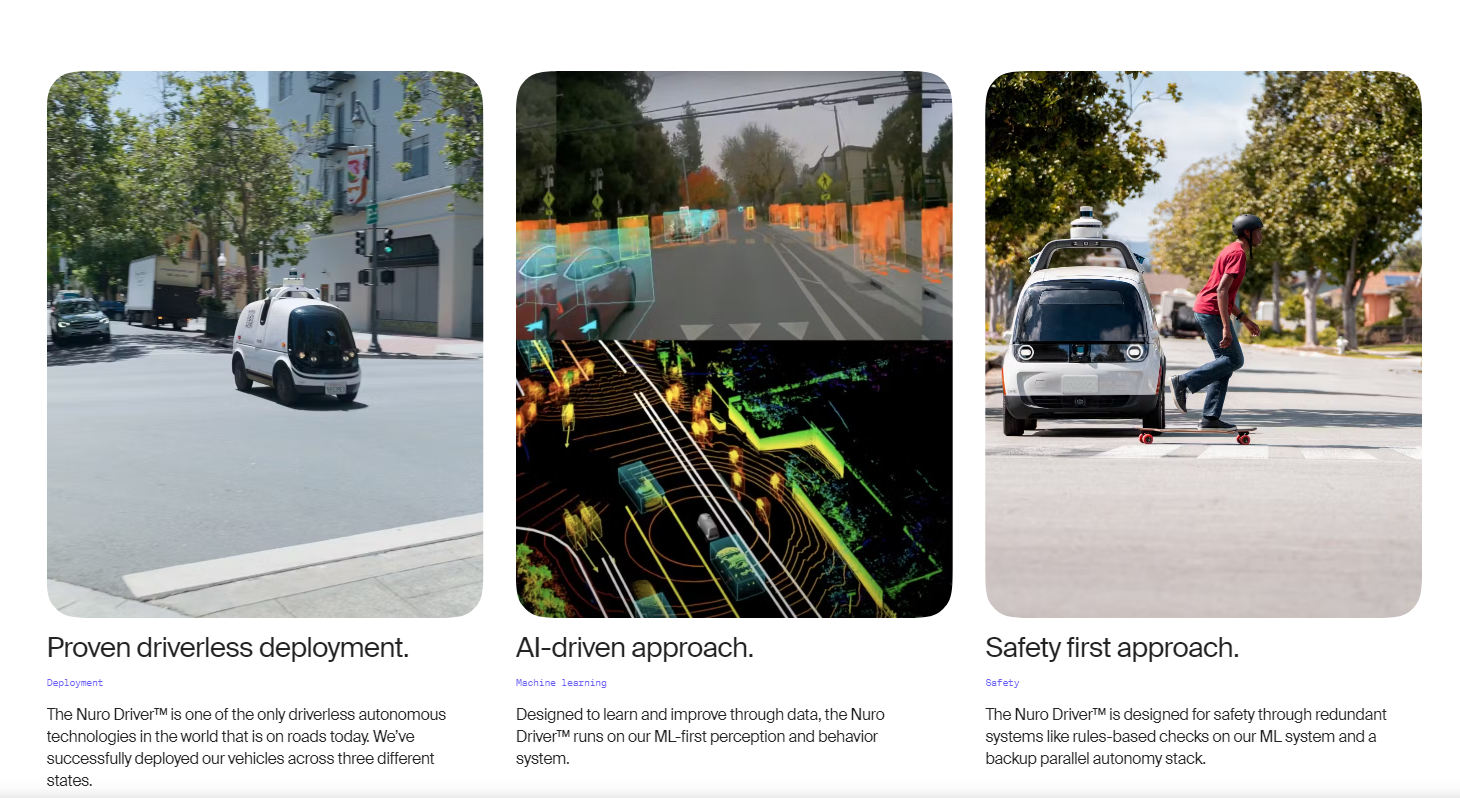 Proven driverless deployment.
Deployment
The Nuro Driver™ is one of the only driverless autonomous
technologies in the world that is on roads today. We’ve
successfully deployed our vehicles across three different
states.
AI-driven approach.
Machine learning
Designed to learn and improve through data, the Nuro
Driver™ runs on our ML-first perception and behavior
system.
Safety first approach.
Safety
The Nuro Driver™ is designed for safety through redundant
systems like rules-based checks on our ML system and a
backup parallel autonomy stack.